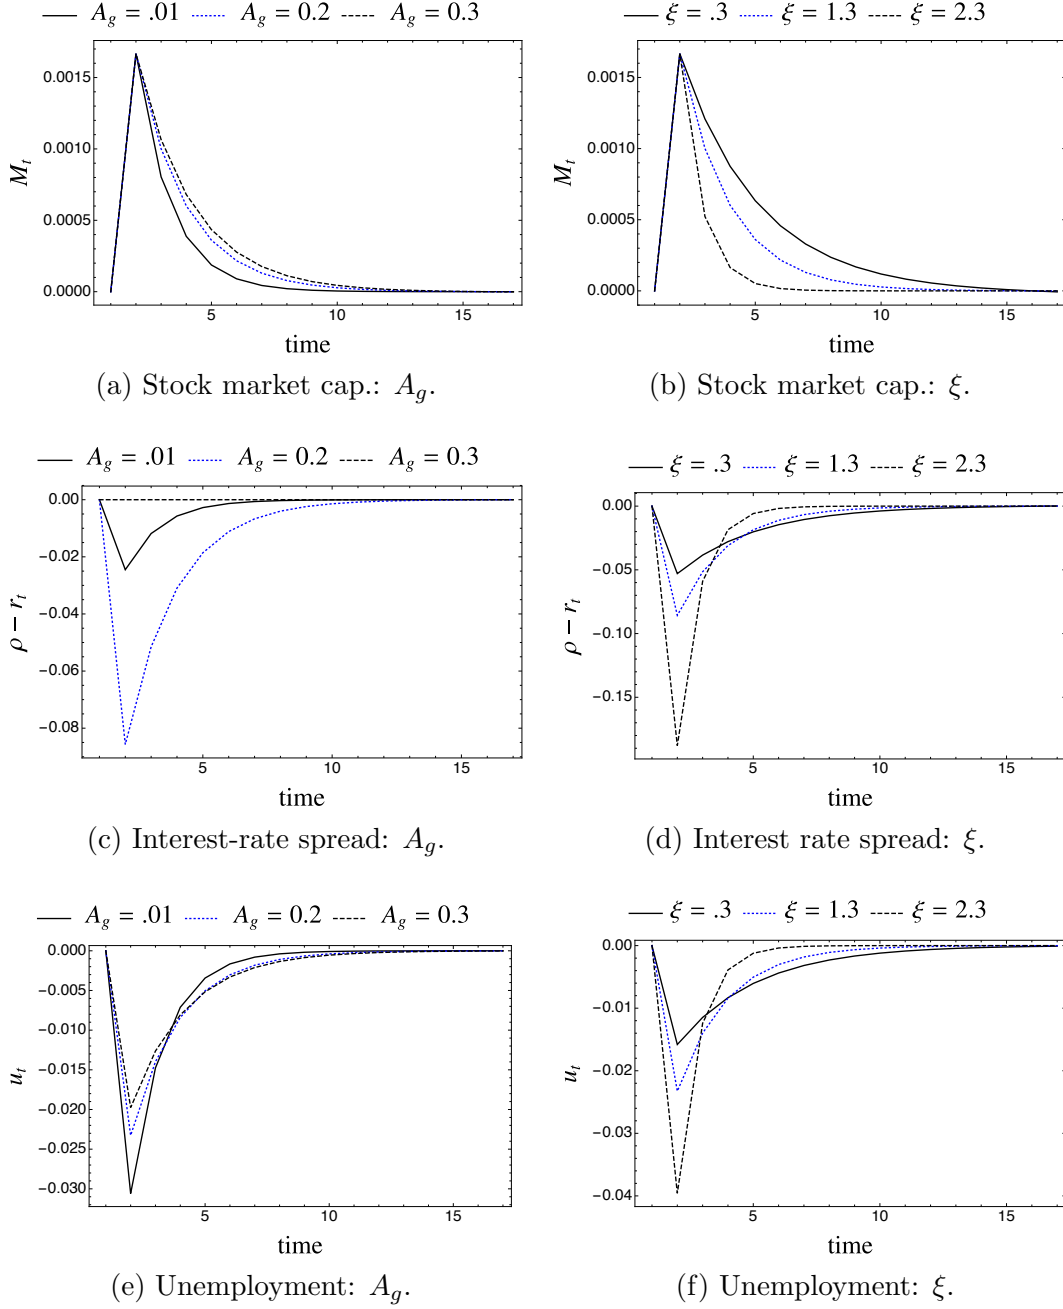 A_g = .01 A_g = 0.2 A_g = 0.3
ξ = .3 ξ = 1.3 ξ = 2.3
0.0015
0.0010
0.0005
0.0000
M_t
5 10 15
time
0.0015
0.0010
0.0005
0.0000
M_t
5 10 15
time
(a) Stock market cap.: A_g.
(b) Stock market cap.: ξ.
A_g = .01 A_g = 0.2 A_g = 0.3
ξ = .3 ξ = 1.3 ξ = 2.3
0.00
−0.02
−0.04
−0.06
−0.08
ρ − r_t
5 10 15
time
0.00
−0.05
−0.10
−0.15
ρ − r_t
5 10 15
time
(c) Interest-rate spread: A_g.
(d) Interest rate spread: ξ.
A_g = .01 A_g = 0.2 A_g = 0.3
ξ = .3 ξ = 1.3 ξ = 2.3
0.000
−0.005
−0.010
−0.015
−0.020
−0.025
−0.030
u_t
5 10 15
time
0.00
−0.01
−0.02
−0.03
−0.04
u_t
5 10 15
time
(e) Unemployment: A_g.
(f) Unemployment: ξ.